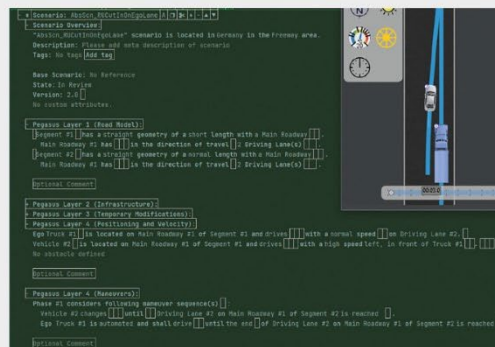 Scenario: AbsScn_RQCutInOnEgoLane
Scenario Overview:
"AbsScn_RQCutInOnEgoLane" scenario is located in Germany in the Freeway area.
Description: Please add meta description of scenario
Tags: No tags Add tag
Base Scenario: No Reference
State: In Review
Version: 2.0
No custom attributes.
Pegasus Layer 1 (Road Model):
Segment #1 has a straight geometry of a short length with a Main Roadway .
Main Roadway #1 has in the direction of travel 2 Driving Lane(s) .
Segment #2 has a straight geometry of a normal length with a Main Roadway .
Main Roadway #1 has in the direction of travel 2 Driving Lane(s) .
Optional Comment
Pegasus Layer 2 (Infrastructure):
Pegasus Layer 3 (Temporary Modifications):
Pegasus Layer 4 (Positioning and Velocity):
Ego Truck #1 is located on Main Roadway #1 of Segment #1 and drives with a normal speed on Driving Lane #2.
Vehicle #2 is located on Main Roadway #1 of Segment #1 and drives with a high speed left, in front of Truck #1 .
No obstacle defined
Optional Comment
Pegasus Layer 4 (Maneuvers):
Phase #1 considers following maneuver sequence(s) :
Vehicle #2 changes until Driving Lane #2 on Main Roadway #1 of Segment #2 is reached .
Ego Truck #1 is automated and shall drive until the end of Driving Lane #2 on Main Roadway #1 of Segment #2 is reached
Optional Comment
N